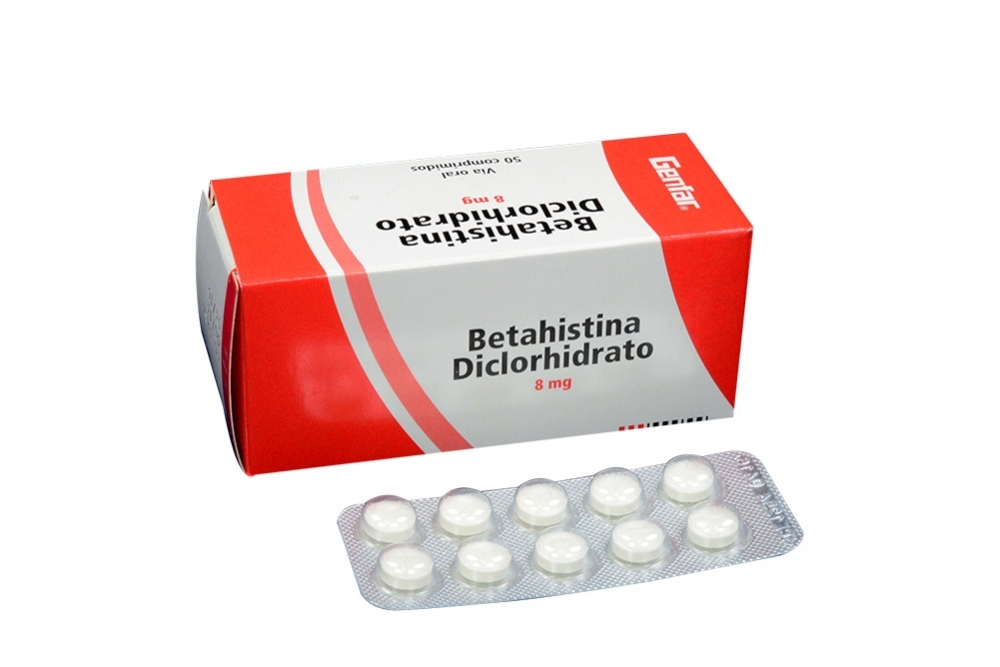 Genfar®
Betahistina
Diclorhidrato
8 mg
Vía oral
50 comprimidos
Betahistina
Diclorhidrato
8 mg